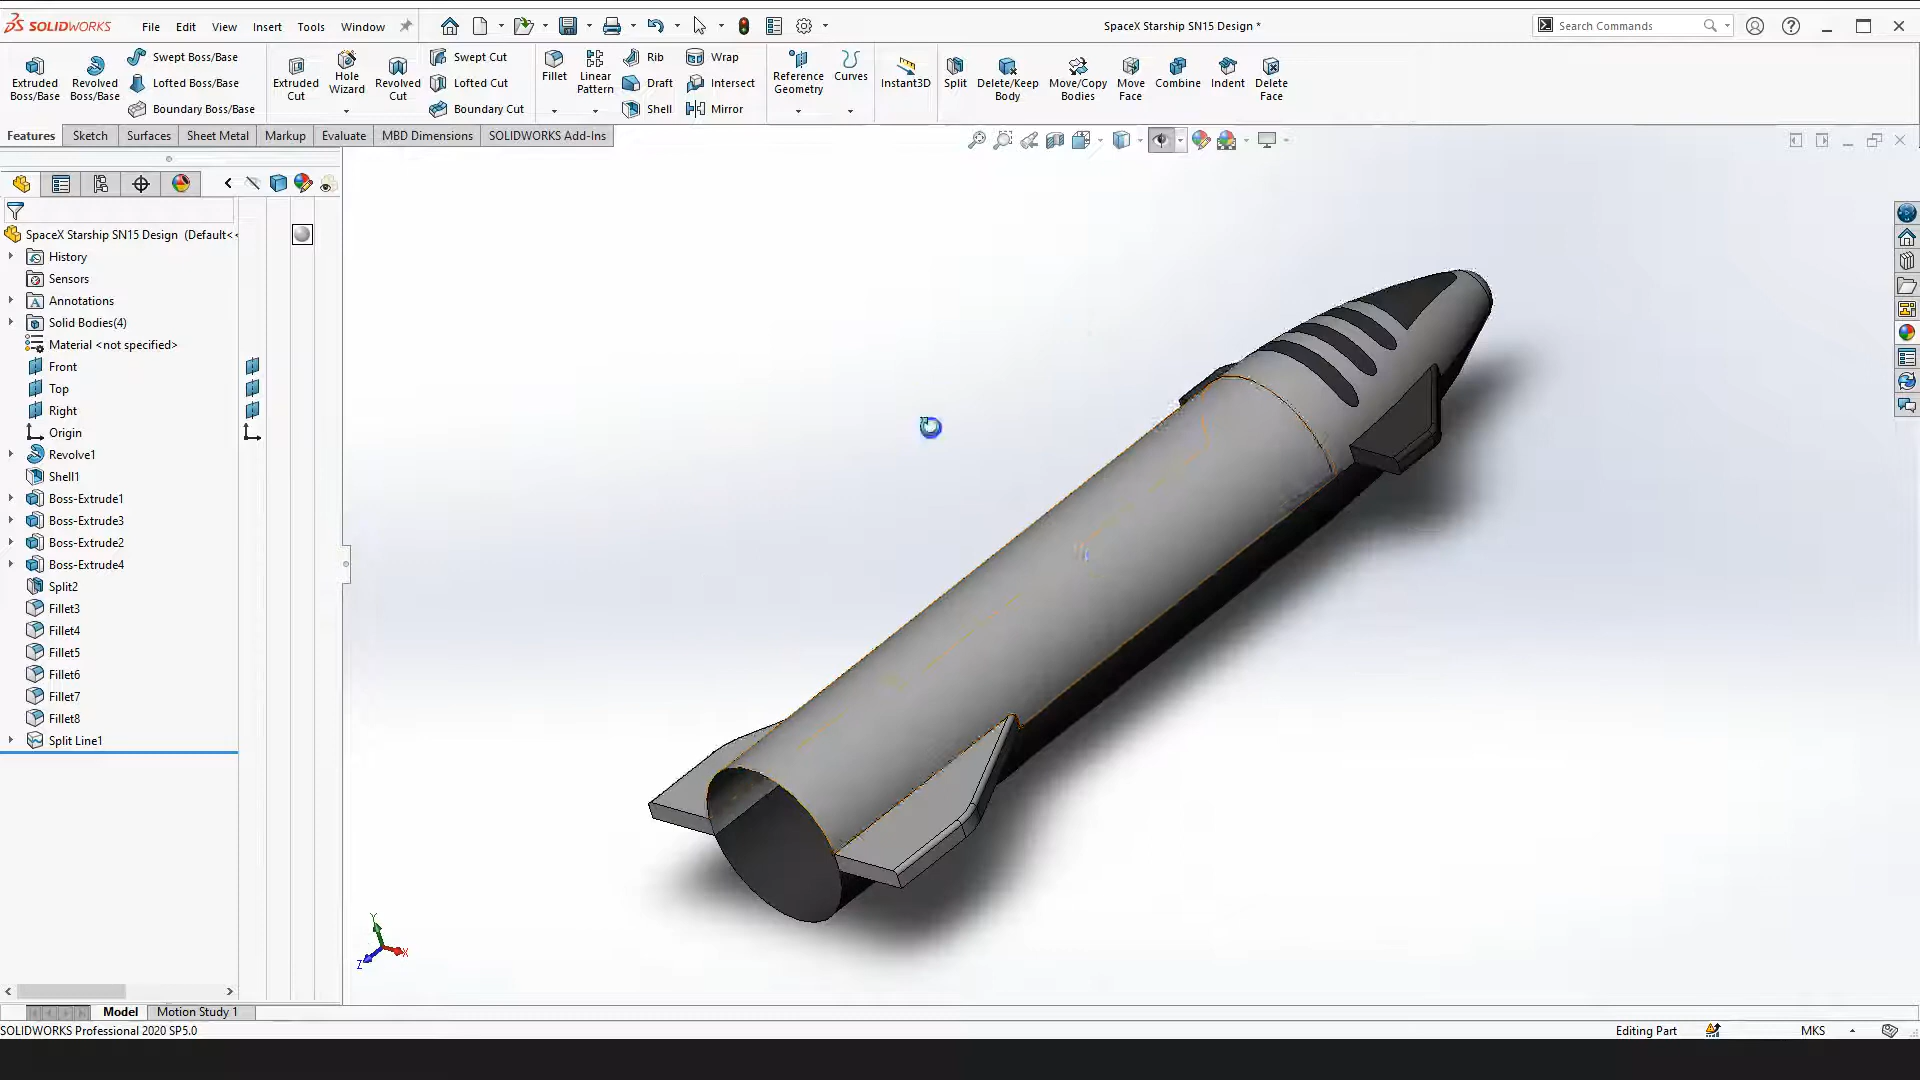 SOLIDWORKS File Edit View Insert Tools Window
SpaceX Starship SN15 Design *
Search Commands
Extruded Boss/Base
Revolved Boss/Base
Swept Boss/Base
Lofted Boss/Base
Boundary Boss/Base
Extruded Cut
Hole Wizard
Revolved Cut
Swept Cut
Lofted Cut
Boundary Cut
Fillet
Linear Pattern
Rib
Draft
Shell
Wrap
Intersect
Mirror
Reference Geometry
Curves
Instant3D
Split
Delete/Keep Body
Move/Copy Bodies
Move Face
Combine
Indent
Delete Face
Features Sketch Surfaces Sheet Metal Markup Evaluate MBD Dimensions SOLIDWORKS Add-Ins
SpaceX Starship SN15 Design (Default<<
History
Sensors
A Annotations
Solid Bodies(4)
Material <not specified>
Front
Top
Right
Origin
Revolve1
Shell1
Boss-Extrude1
Boss-Extrude3
Boss-Extrude2
Boss-Extrude4
Split2
Fillet3
Fillet4
Fillet5
Fillet6
Fillet7
Fillet8
Split Line1
Y
X
Z
Model Motion Study 1
SOLIDWORKS Professional 2020 SP5.0
Editing Part
MKS